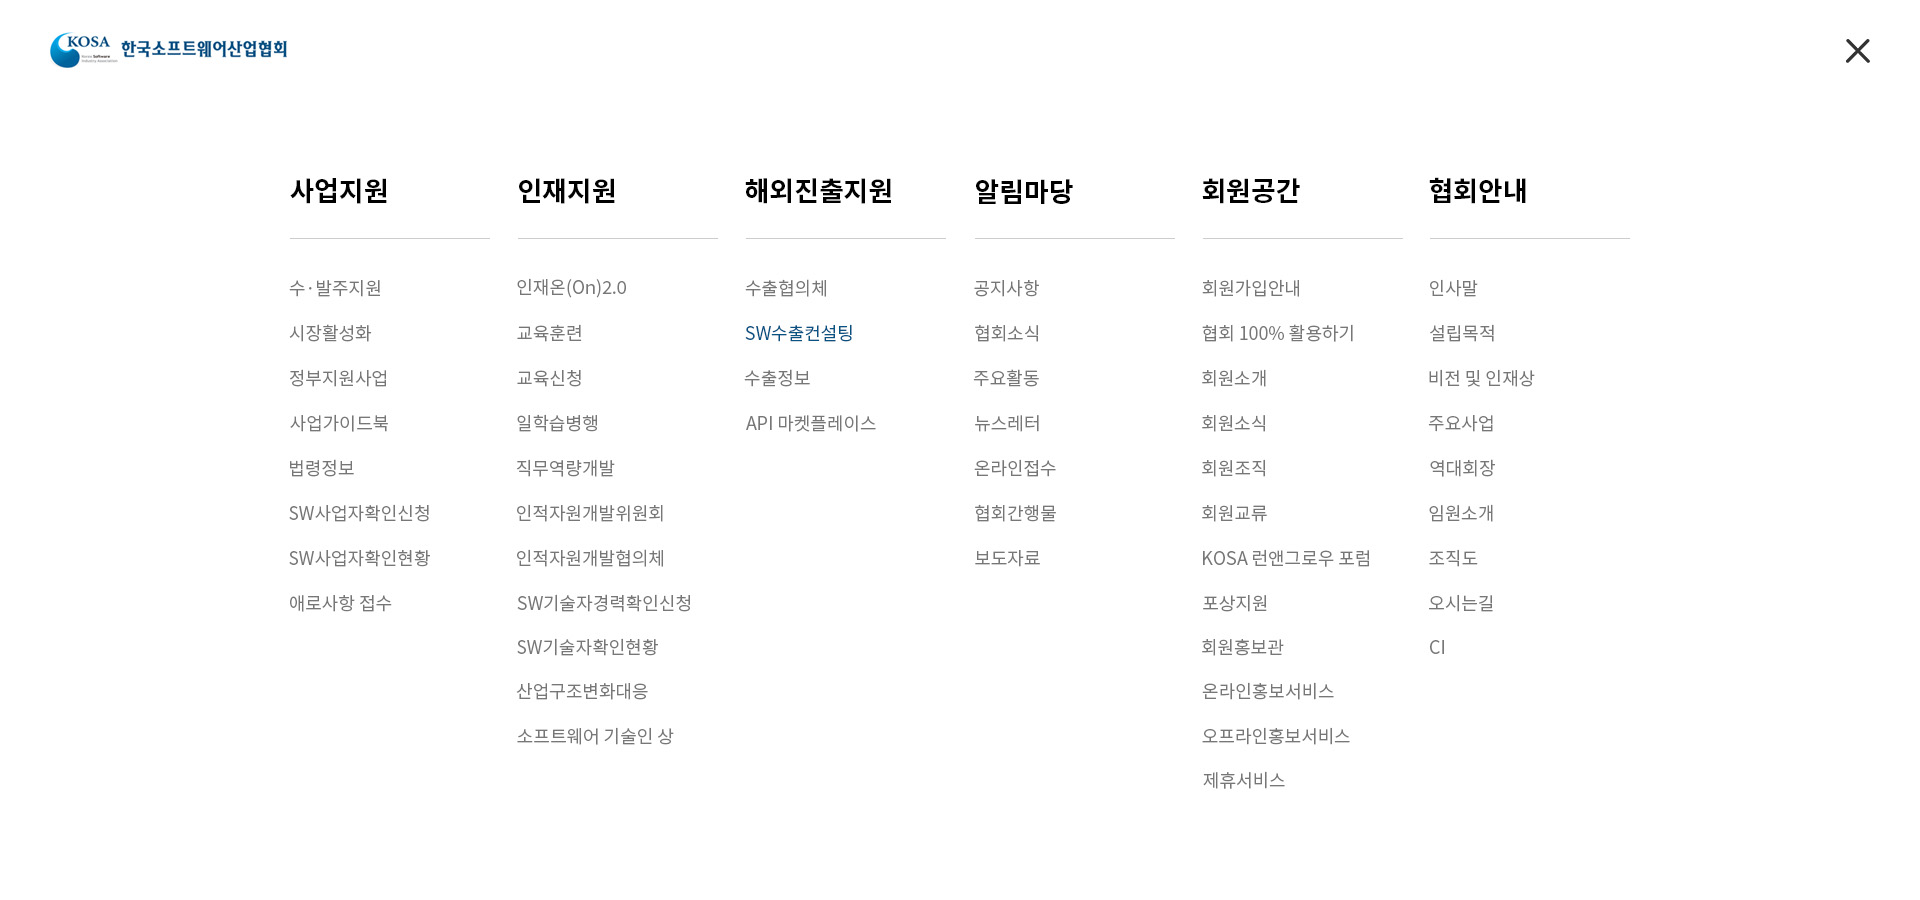 KOSA 한국소프트웨어산업협회
Korea Software
Industry Association
사업지원
수·발주지원
시장활성화
정부지원사업
사업가이드북
법령정보
SW사업자확인신청
SW사업자확인현황
애로사항 접수
인재지원
인재온(On)2.0
교육훈련
교육신청
일학습병행
직무역량개발
인적자원개발위원회
인적자원개발협의체
SW기술자경력확인신청
SW기술자확인현황
산업구조변화대응
소프트웨어 기술인 상
해외진출지원
수출협의체
SW수출컨설팅
수출정보
API 마켓플레이스
알림마당
공지사항
협회소식
주요활동
뉴스레터
온라인접수
협회간행물
보도자료
회원공간
회원가입안내
협회 100% 활용하기
회원소개
회원소식
회원조직
회원교류
KOSA 런앤그로우 포럼
포상지원
회원홍보관
온라인홍보서비스
오프라인홍보서비스
제휴서비스
협회안내
인사말
설립목적
비전 및 인재상
주요사업
역대회장
임원소개
조직도
오시는길
CI